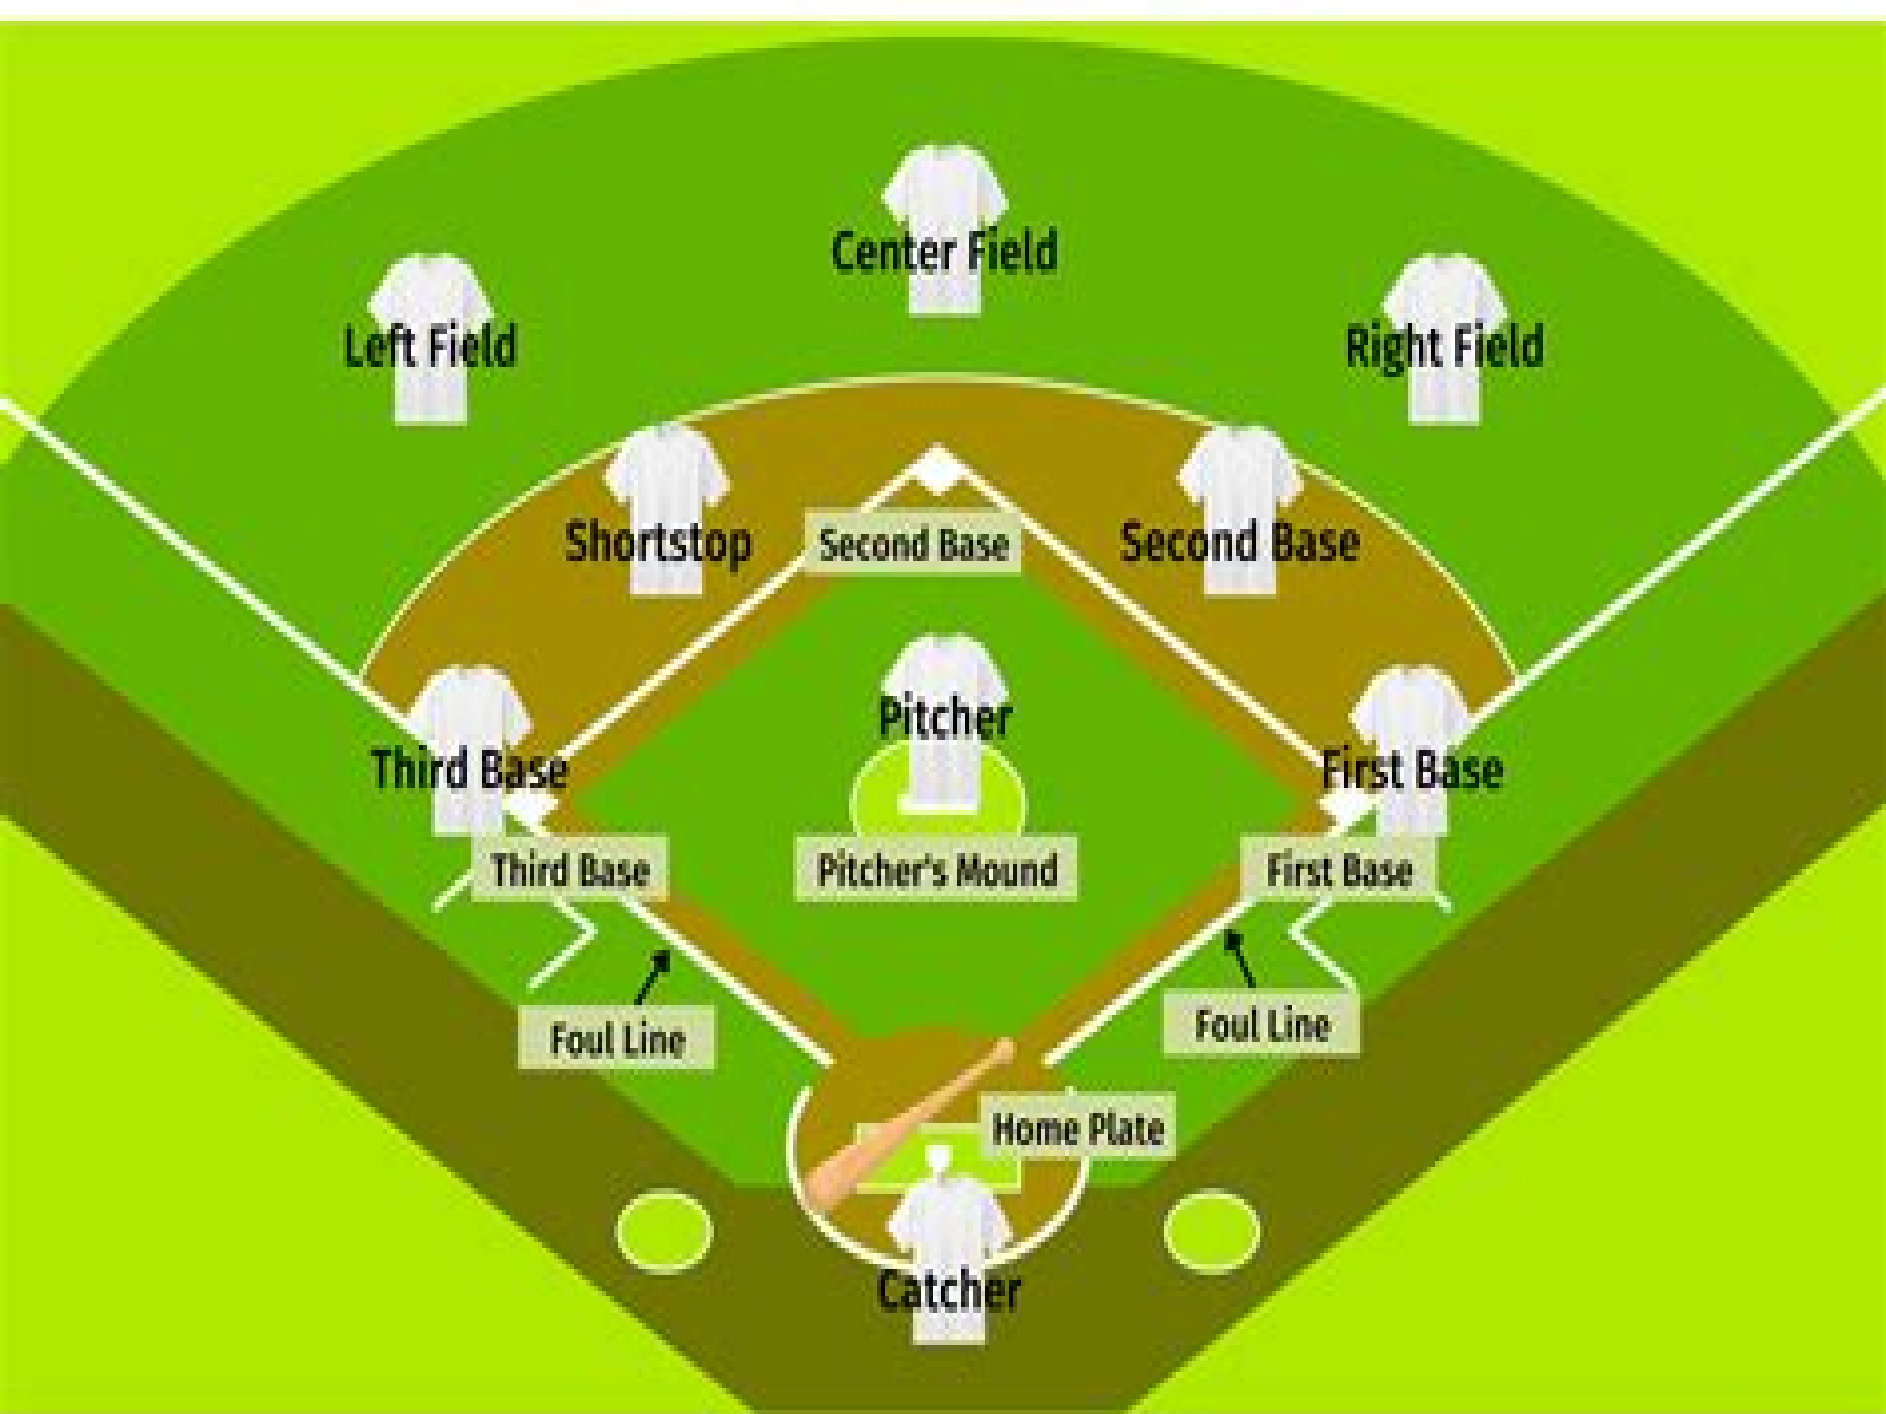 Center Field
Left Field
Right Field
Shortstop
Second Base
Second Base
Pitcher
Third Base
First Base
Third Base
Pitcher's Mound
First Base
Foul Line
Foul Line
Home Plate
Catcher